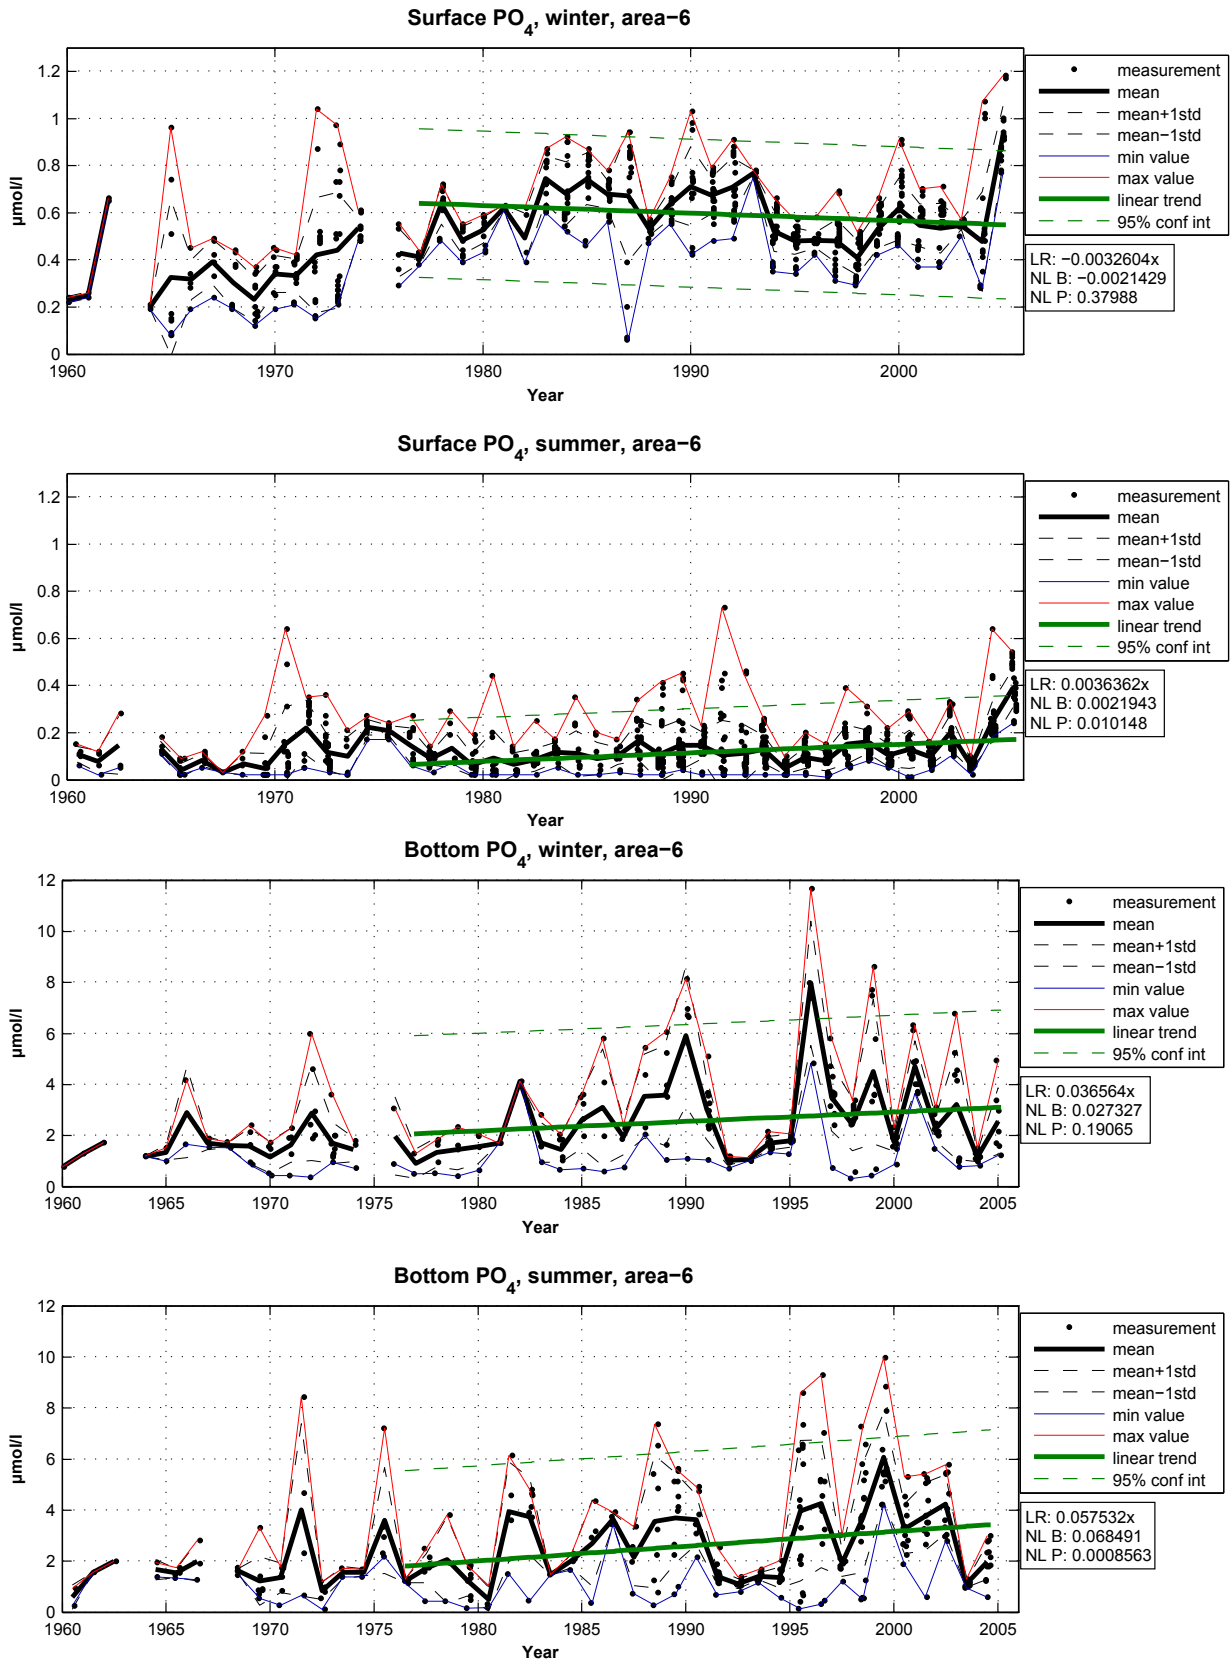 Surface PO4, winter, area−6
1.2
1
0.8
0.6
0.4
0.2
0
µmol/l
1960 1970 1980 1990 2000
Year
measurement
mean
mean+1std
mean−1std
min value
max value
linear trend
95% conf int
LR: −0.0032604x
NL B: −0.0021429
NL P: 0.37988
Surface PO4, summer, area−6
1.2
1
0.8
0.6
0.4
0.2
0
µmol/l
1960 1970 1980 1990 2000
Year
measurement
mean
mean+1std
mean−1std
min value
max value
linear trend
95% conf int
LR: 0.0036362x
NL B: 0.0021943
NL P: 0.010148
Bottom PO4, winter, area−6
12
10
8
6
4
2
0
µmol/l
1960 1965 1970 1975 1980 1985 1990 1995 2000 2005
Year
measurement
mean
mean+1std
mean−1std
min value
max value
linear trend
95% conf int
LR: 0.036564x
NL B: 0.027327
NL P: 0.19065
Bottom PO4, summer, area−6
12
10
8
6
4
2
0
µmol/l
1960 1965 1970 1975 1980 1985 1990 1995 2000 2005
Year
measurement
mean
mean+1std
mean−1std
min value
max value
linear trend
95% conf int
LR: 0.057532x
NL B: 0.068491
NL P: 0.0008563